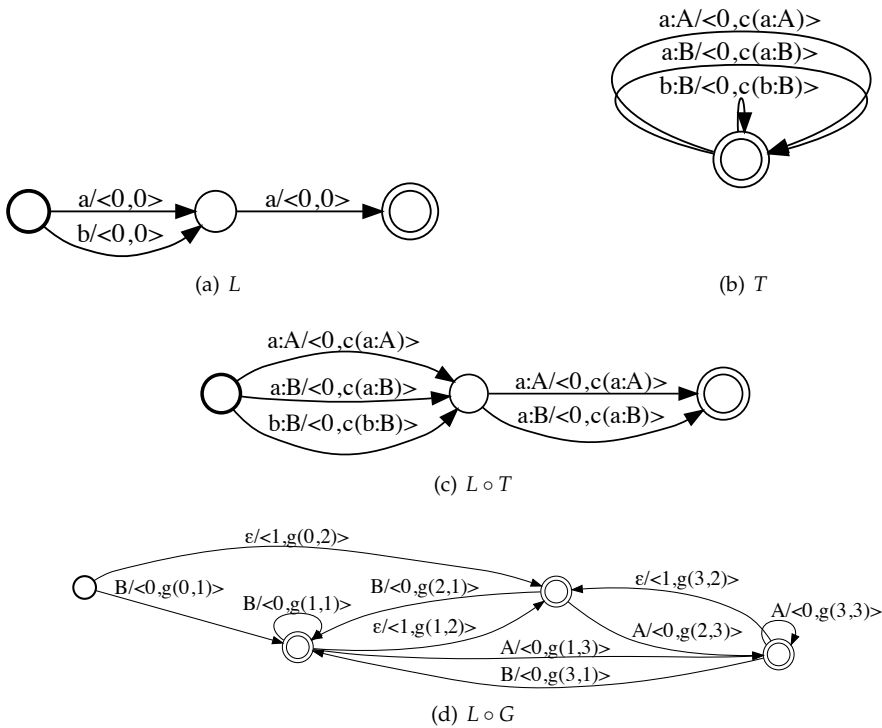 a:A/<0,c(a:A)>
a:B/<0,c(a:B)>
b:B/<0,c(b:B)>
a/<0,0>
a/<0,0>
b/<0,0>
(a) L
(b) T
a:A/<0,c(a:A)>
a:B/<0,c(a:B)>
a:A/<0,c(a:A)>
b:B/<0,c(b:B)>
a:B/<0,c(a:B)>
(c) L ∘ T
ε/<1,g(0,2)>
B/<0,g(0,1)>
B/<0,g(1,1)>
B/<0,g(2,1)>
ε/<1,g(3,2)>
A/<0,g(3,3)>
ε/<1,g(1,2)>
A/<0,g(2,3)>
A/<0,g(1,3)>
B/<0,g(3,1)>
(d) L ∘ G